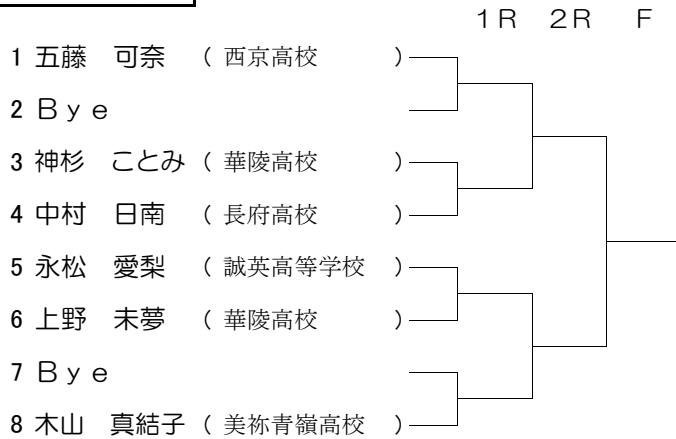 １Ｒ　２Ｒ　Ｆ
1 五藤　可奈　（ 西京高校　）
2 Ｂｙｅ
3 神杉　ことみ （ 華陵高校　）
4 中村　日南　（ 長府高校　）
5 永松　愛梨　（ 誠英高等学校　）
6 上野　未夢　（ 華陵高校　）
7 Ｂｙｅ
8 木山　真結子 （ 美祢青嶺高校　）